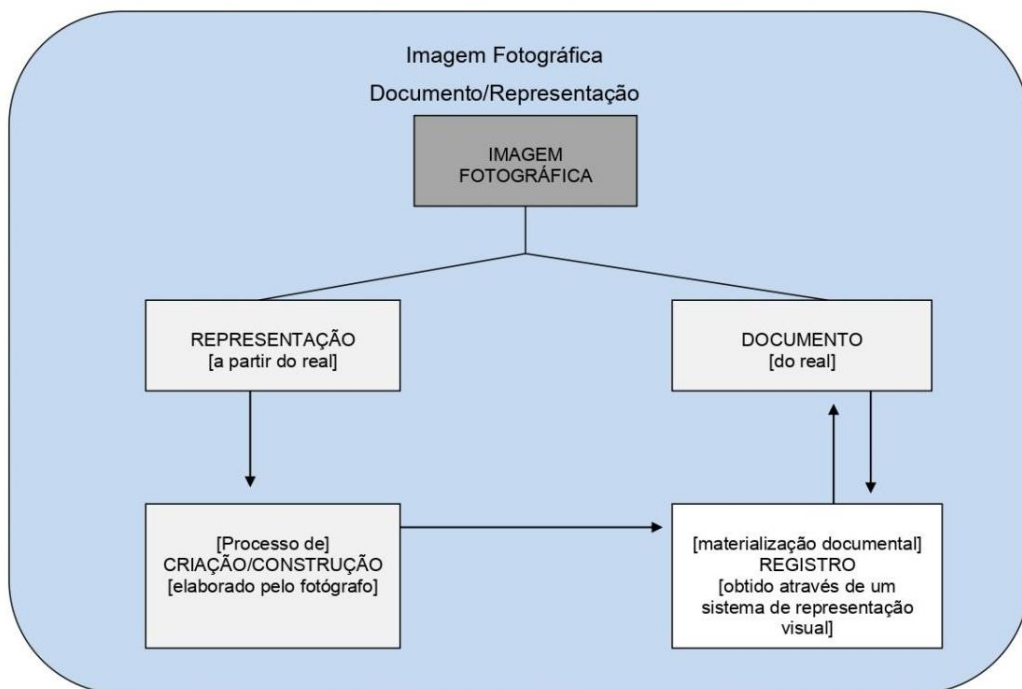 Imagem Fotográfica
Documento/Representação
IMAGEM
FOTOGRÁFICA
REPRESENTAÇÃO
[a partir do real]
DOCUMENTO
[do real]
[Processo de]
CRIAÇÃO/CONSTRUÇÃO
[elaborado pelo fotógrafo]
[materialização documental]
REGISTRO
[obtido através de um
sistema de representação
visual]